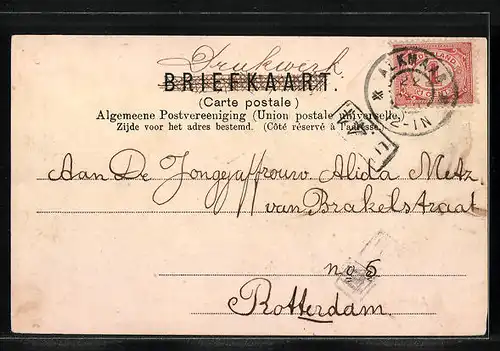 Drukwerk
BRIEFKAART.
(Carte postale)
Algemeene Postvereeniging (Union postale universelle.)
Zijde voor het adres bestemd. (Côté réservé à l'adresse.)
ALKMAAR
Aan De Jonggjaffrouw. Alida Metz
van Brakelstraat
no 5
Rotterdam.